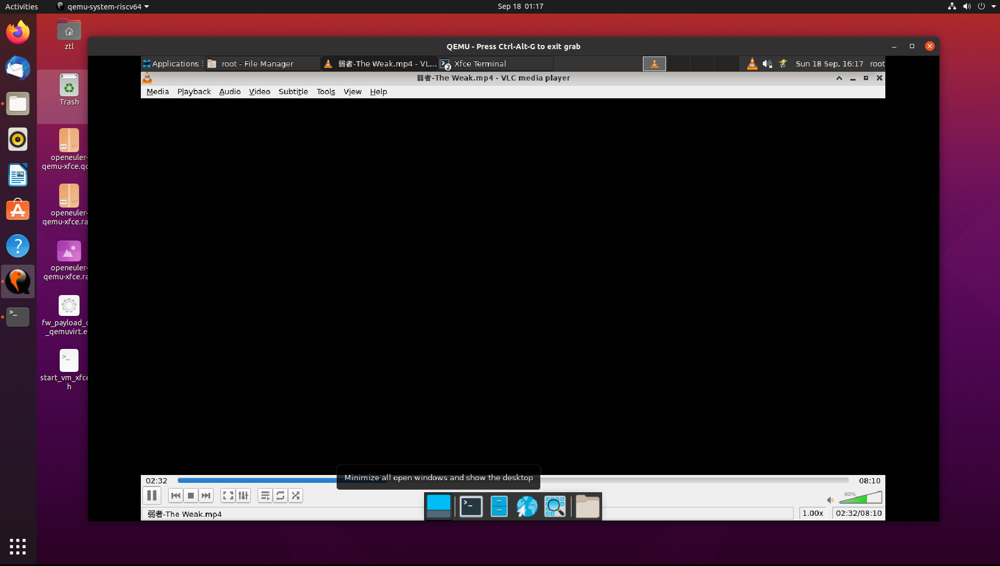 Activities
qemu-system-riscv64
Sep 18 01:17
ztl
Trash
openeuler-
qemu-xfce.qc
openeuler-
qemu-xfce.ra
openeuler-
qemu-xfce.ra
fw_payload_
_qemuvirt.e
start_vm_xfce
h
QEMU - Press Ctrl-Alt-G to exit grab
Applications
root - File Manager
弱者-The Weak.mp4 - VL...
2
Xfce Terminal
Sun 18 Sep, 16:17
root
弱者-The Weak.mp4 - VLC media player
Media
Playback
Audio
Video
Subtitle
Tools
View
Help
Minimize all open windows and show the desktop
02:32
08:10
80%
弱者-The Weak.mp4
1.00x
02:32/08:10